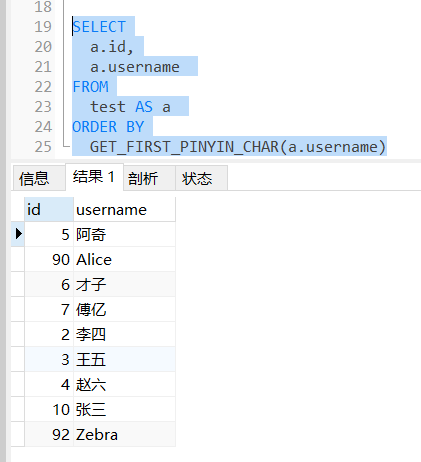 18
19 SELECT
20 a.id,
21 a.username
22 FROM
23 test AS a
24 ORDER BY
25 GET_FIRST_PINYIN_CHAR(a.username)
信息 结果 1 剖析 状态
id username
5 阿奇
90 Alice
6 才子
7 傅亿
2 李四
3 王五
4 赵六
10 张三
92 Zebra